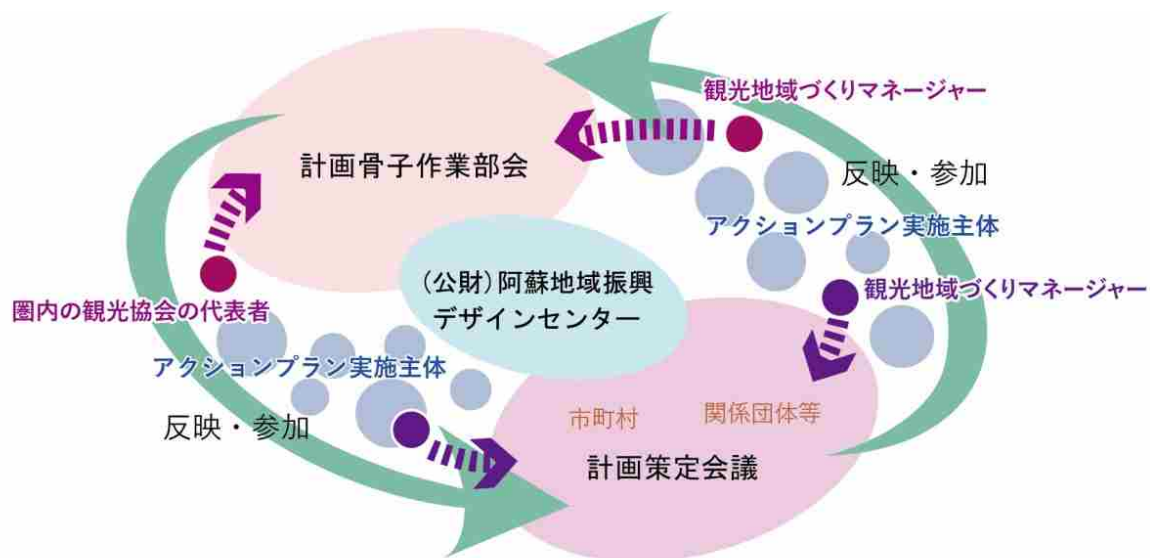 観光地域づくりマネージャー
計画骨子作業部会
反映・参加
アクションプラン実施主体
(公財)阿蘇地域振興
デザインセンター
観光地域づくりマネージャー
圏内の観光協会の代表者
アクションプラン実施主体
反映・参加
市町村
関係団体等
計画策定会議